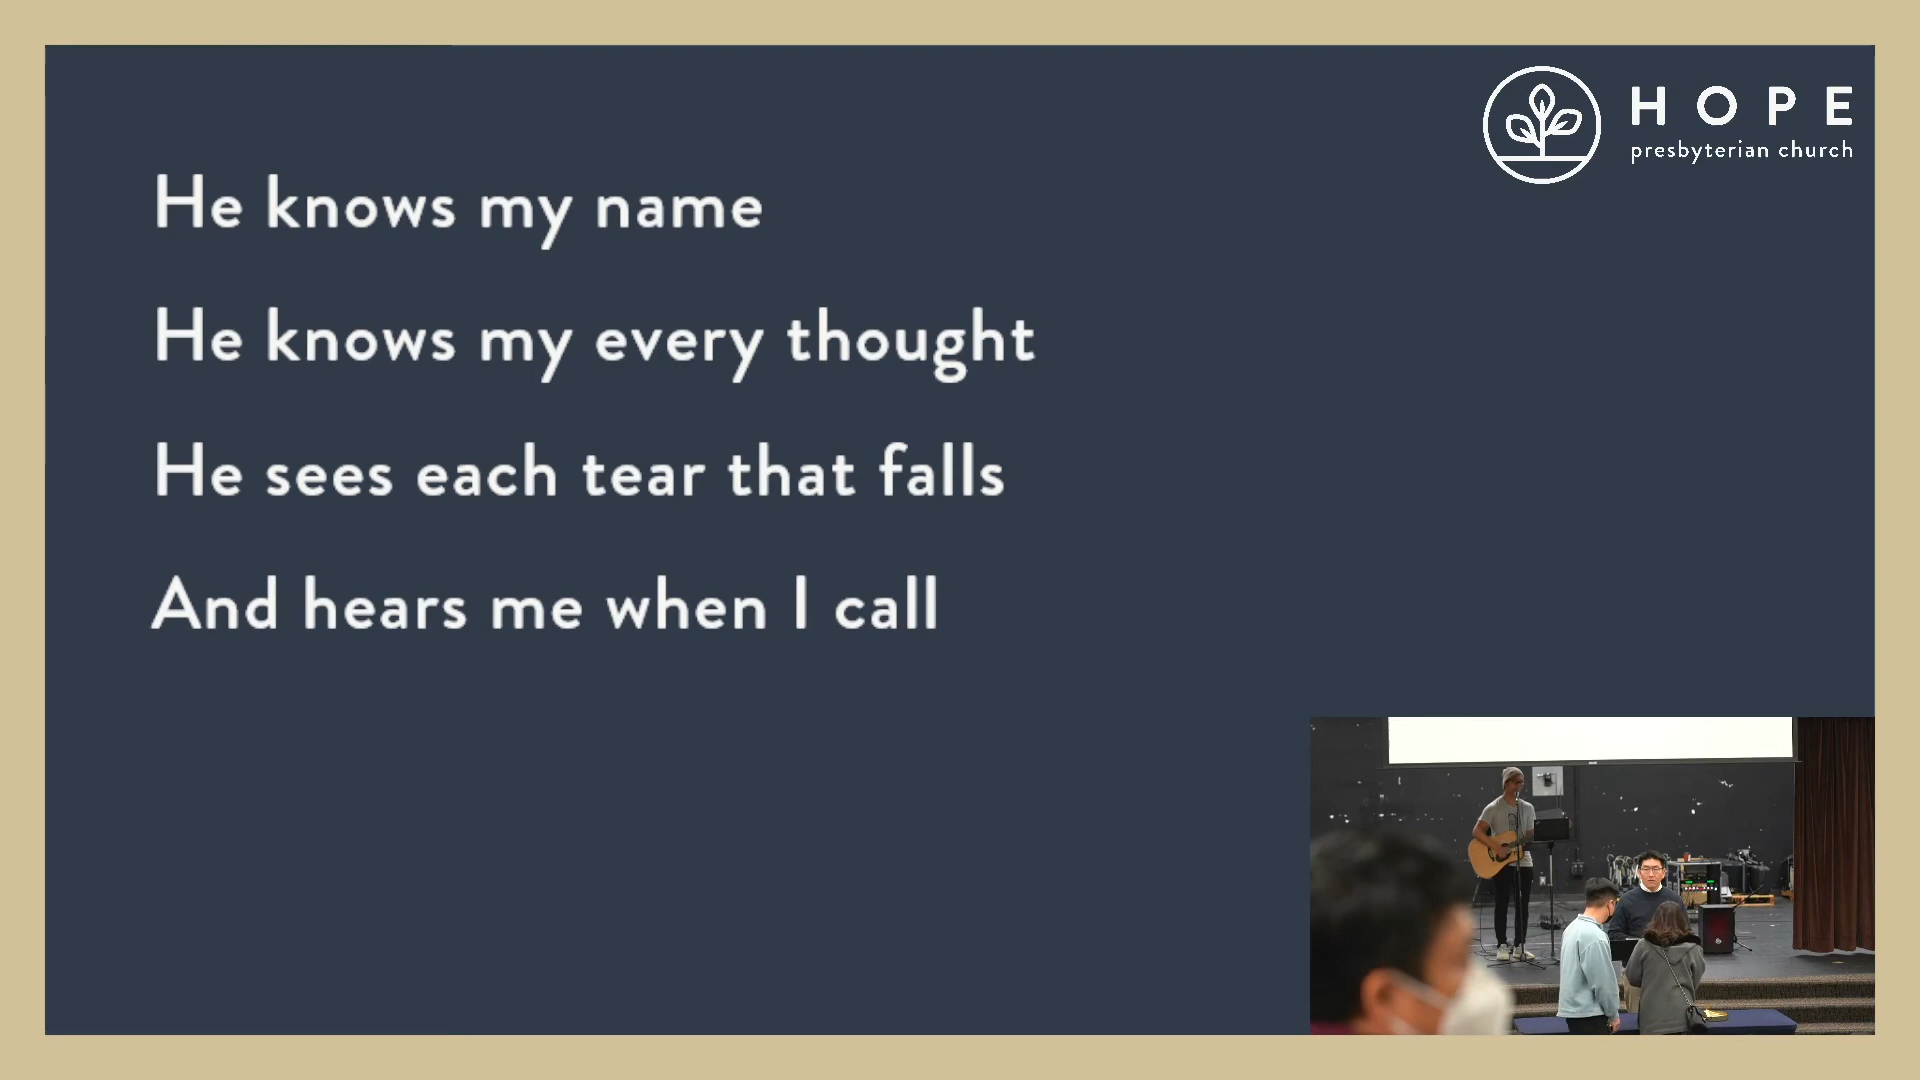 HOPE
presbyterian church
He knows my name
He knows my every thought
He sees each tear that falls
And hears me when I call